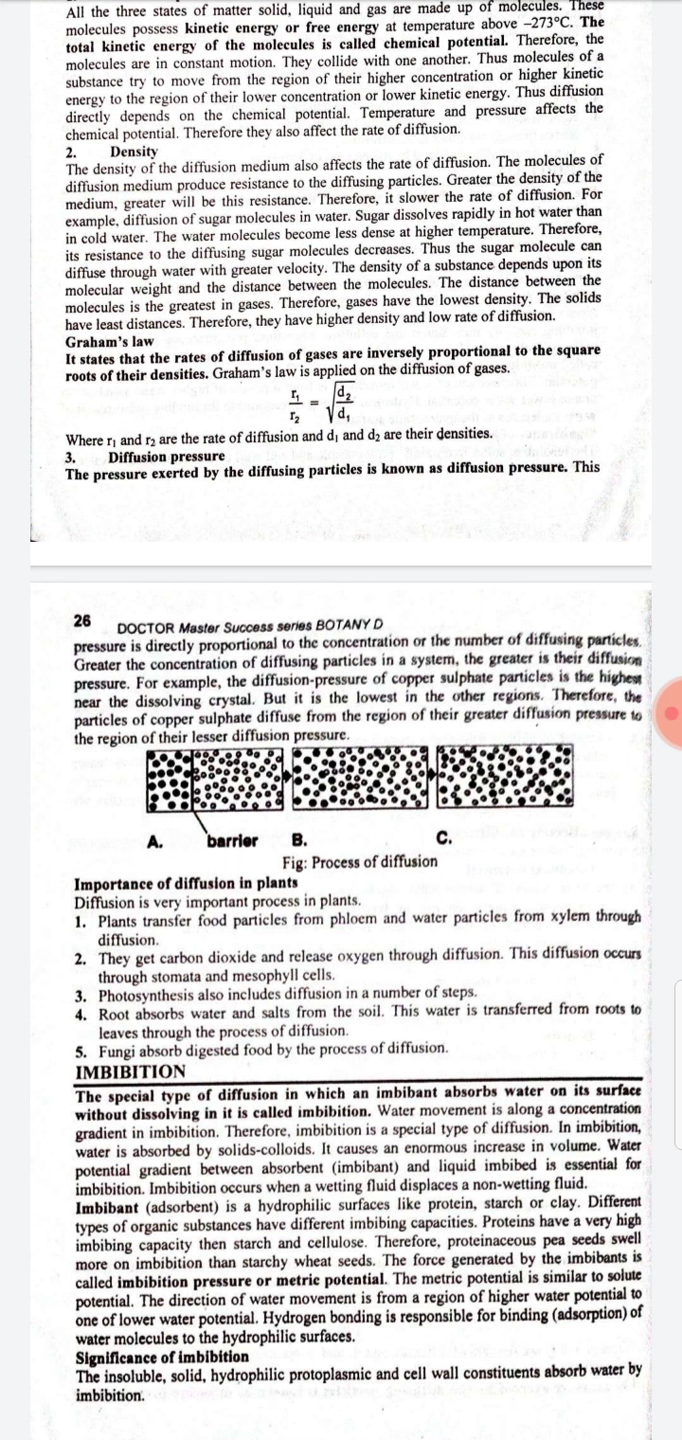 All the three states of matter solid, liquid and gas are made up of molecules. These
molecules possess kinetic energy or free energy at temperature above –273°C. The
total kinetic energy of the molecules is called chemical potential. Therefore, the
molecules are in constant motion. They collide with one another. Thus molecules of a
substance try to move from the region of their higher concentration or higher kinetic
energy to the region of their lower concentration or lower kinetic energy. Thus diffusion
directly depends on the chemical potential. Temperature and pressure affects the
chemical potential. Therefore they also affect the rate of diffusion.
2. Density
The density of the diffusion medium also affects the rate of diffusion. The molecules of
diffusion medium produce resistance to the diffusing particles. Greater the density of the
medium, greater will be this resistance. Therefore, it slower the rate of diffusion. For
example, diffusion of sugar molecules in water. Sugar dissolves rapidly in hot water than
in cold water. The water molecules become less dense at higher temperature. Therefore,
its resistance to the diffusing sugar molecules decreases. Thus the sugar molecule can
diffuse through water with greater velocity. The density of a substance depends upon its
molecular weight and the distance between the molecules. The distance between the
molecules is the greatest in gases. Therefore, gases have the lowest density. The solids
have least distances. Therefore, they have higher density and low rate of diffusion.
Graham's law
It states that the rates of diffusion of gases are inversely proportional to the square
roots of their densities. Graham's law is applied on the diffusion of gases.
r₁/r₂ = √(d₂/d₁)
Where r₁ and r₂ are the rate of diffusion and d₁ and d₂ are their densities.
3. Diffusion pressure
The pressure exerted by the diffusing particles is known as diffusion pressure. This
26 DOCTOR Master Success series BOTANY D
pressure is directly proportional to the concentration or the number of diffusing particles.
Greater the concentration of diffusing particles in a system, the greater is their diffusion
pressure. For example, the diffusion-pressure of copper sulphate particles is the highest
near the dissolving crystal. But it is the lowest in the other regions. Therefore, the
particles of copper sulphate diffuse from the region of their greater diffusion pressure to
the region of their lesser diffusion pressure.
A. barrier B. C.
Fig: Process of diffusion
Importance of diffusion in plants
Diffusion is very important process in plants.
1. Plants transfer food particles from phloem and water particles from xylem through
diffusion.
2. They get carbon dioxide and release oxygen through diffusion. This diffusion occurs
through stomata and mesophyll cells.
3. Photosynthesis also includes diffusion in a number of steps.
4. Root absorbs water and salts from the soil. This water is transferred from roots to
leaves through the process of diffusion.
5. Fungi absorb digested food by the process of diffusion.
IMBIBITION
The special type of diffusion in which an imbibant absorbs water on its surface
without dissolving in it is called imbibition. Water movement is along a concentration
gradient in imbibition. Therefore, imbibition is a special type of diffusion. In imbibition,
water is absorbed by solids-colloids. It causes an enormous increase in volume. Water
potential gradient between absorbent (imbibant) and liquid imbibed is essential for
imbibition. Imbibition occurs when a wetting fluid displaces a non-wetting fluid.
Imbibant (adsorbent) is a hydrophilic surfaces like protein, starch or clay. Different
types of organic substances have different imbibing capacities. Proteins have a very high
imbibing capacity then starch and cellulose. Therefore, proteinaceous pea seeds swell
more on imbibition than starchy wheat seeds. The force generated by the imbibants is
called imbibition pressure or metric potential. The metric potential is similar to solute
potential. The direction of water movement is from a region of higher water potential to
one of lower water potential. Hydrogen bonding is responsible for binding (adsorption) of
water molecules to the hydrophilic surfaces.
Significance of imbibition
The insoluble, solid, hydrophilic protoplasmic and cell wall constituents absorb water by
imbibition.